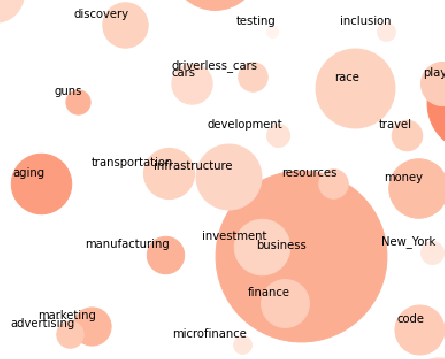 discovery
testing
inclusion
driverless_cars
cars
race
play
guns
development
travel
transportation
infrastructure
aging
resources
money
investment
business
manufacturing
New_York
finance
marketing
advertising
code
microfinance